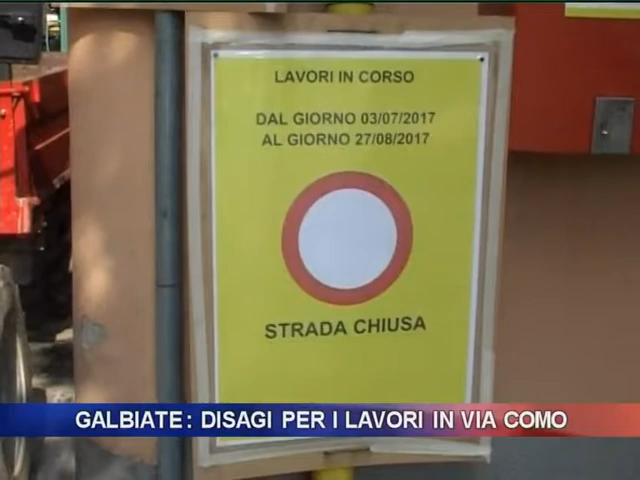 LAVORI IN CORSO
DAL GIORNO 03/07/2017
AL GIORNO 27/08/2017
STRADA CHIUSA
GALBIATE: DISAGI PER I LAVORI IN VIA COMO